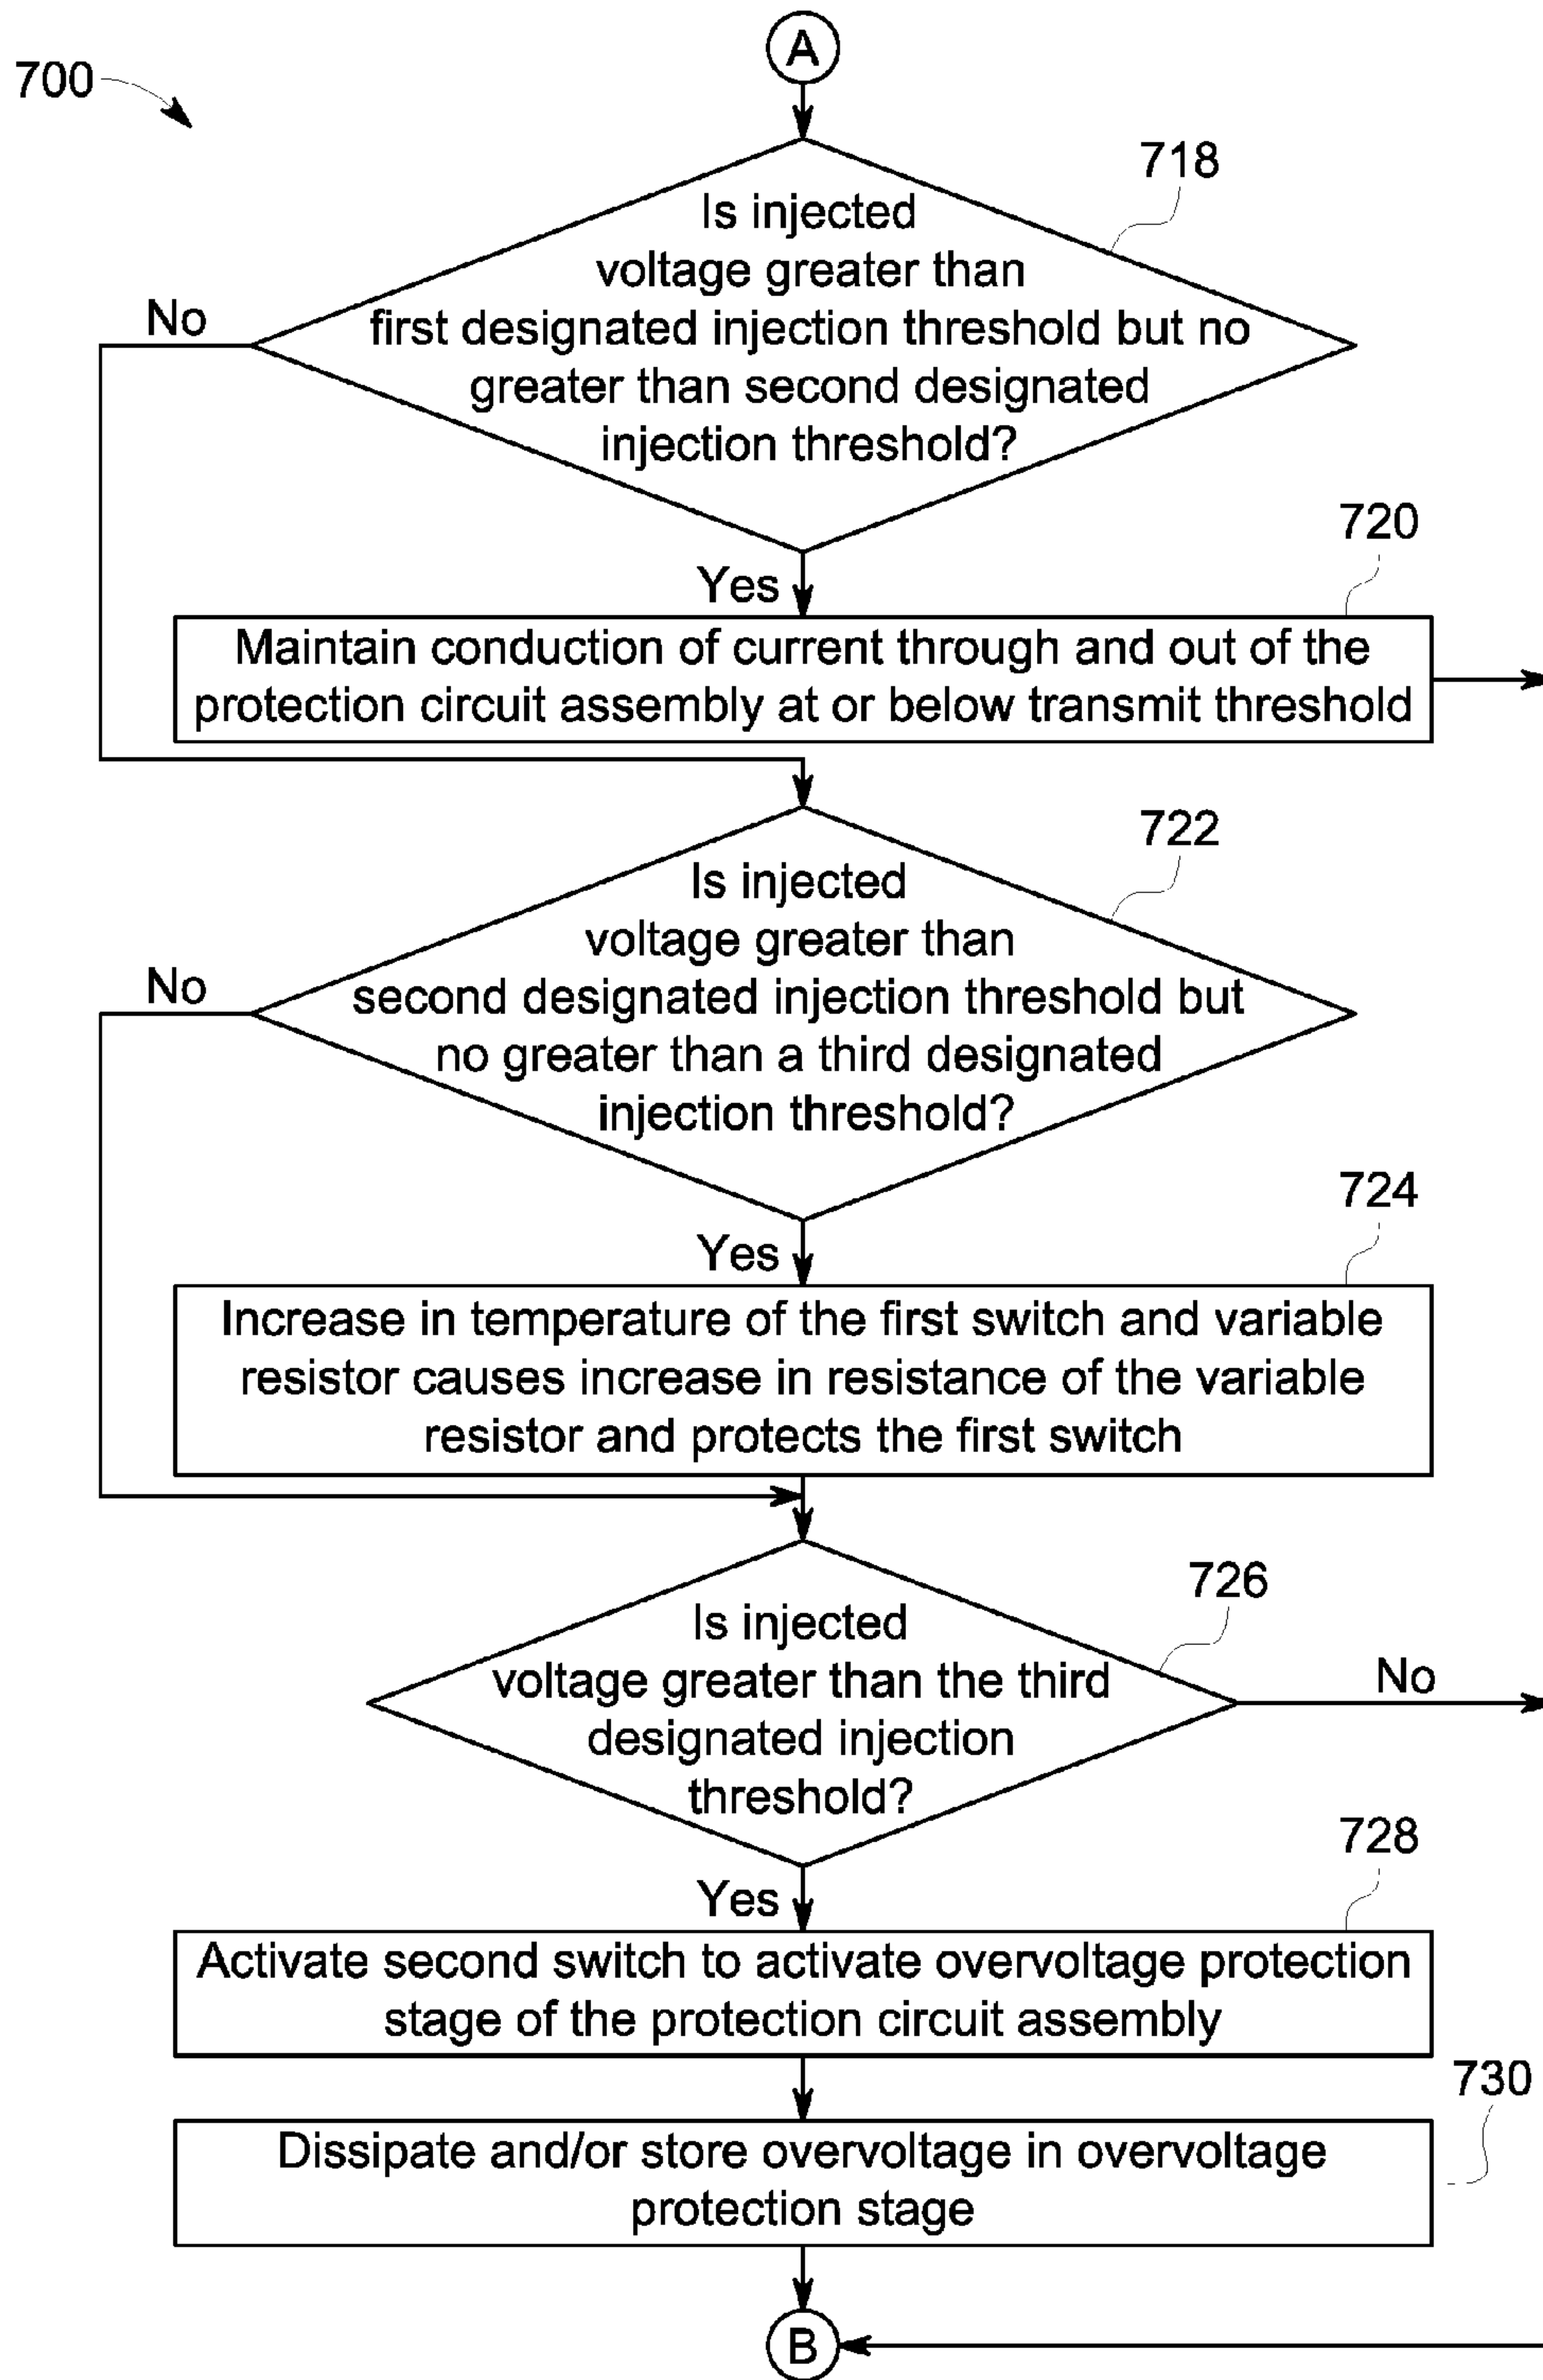 A
700
718
Is injected
voltage greater than
first designated injection threshold but no
greater than second designated
injection threshold?
No
720
Yes
Maintain conduction of current through and out of the
protection circuit assembly at or below transmit threshold
722
Is injected
voltage greater than
second designated injection threshold but
no greater than a third designated
injection threshold?
No
724
Yes
Increase in temperature of the first switch and variable
resistor causes increase in resistance of the variable
resistor and protects the first switch
726
Is injected
voltage greater than the third
designated injection
threshold?
No
728
Yes
Activate second switch to activate overvoltage protection
stage of the protection circuit assembly
730
Dissipate and/or store overvoltage in overvoltage
protection stage
B